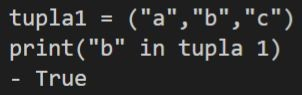 tupla1 = ("a","b","c")
print("b" in tupla 1)
- True